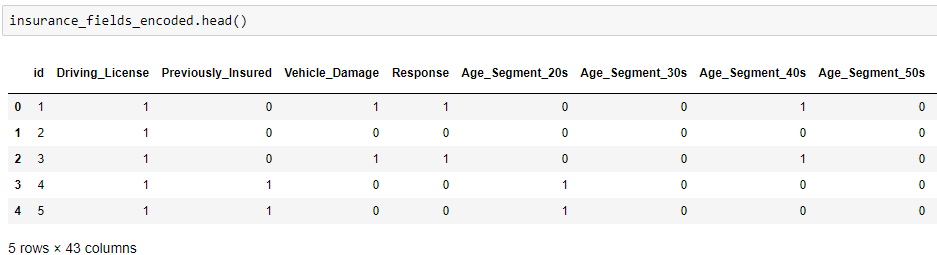 insurance_fields_encoded.head()
id Driving_License Previously_Insured Vehicle_Damage Response Age_Segment_20s Age_Segment_30s Age_Segment_40s Age_Segment_50s
0 1 1 0 1 1 0 0 1 0
1 2 1 0 0 0 0 0 0 0
2 3 1 0 1 1 0 0 1 0
3 4 1 1 0 0 1 0 0 0
4 5 1 1 0 0 1 0 0 0
5 rows × 43 columns